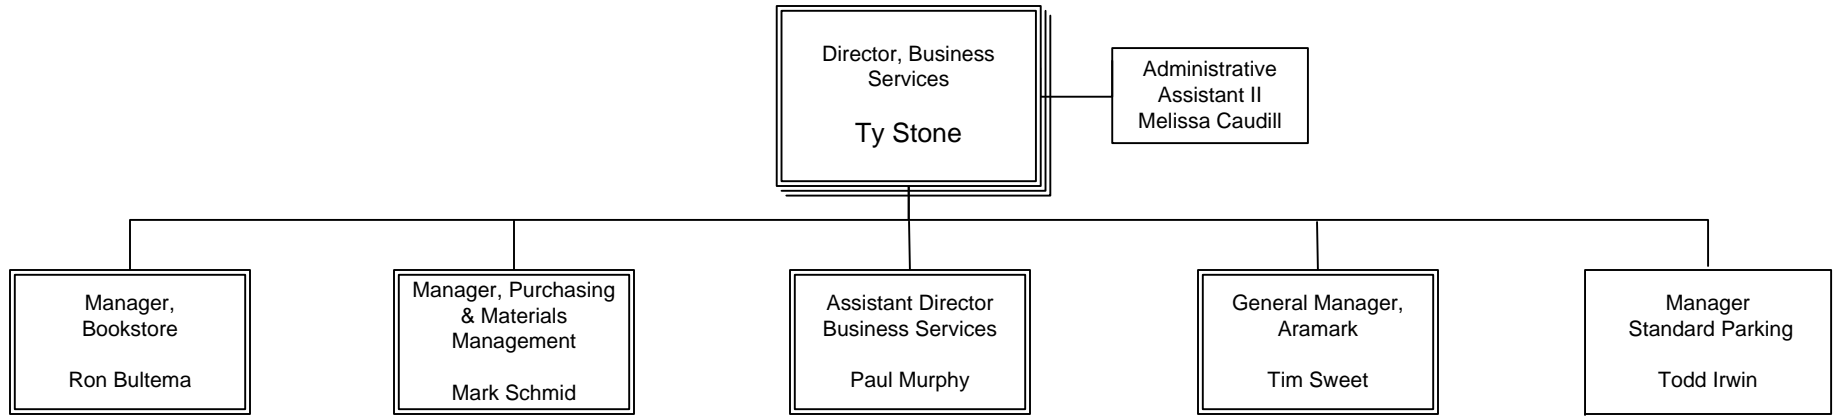 Director, Business
Services
Ty Stone
Administrative
Assistant II
Melissa Caudill
Manager,
Bookstore
Ron Bultema
Manager, Purchasing
& Materials
Management
Mark Schmid
Assistant Director
Business Services
Paul Murphy
General Manager,
Aramark
Tim Sweet
Manager
Standard Parking
Todd Irwin